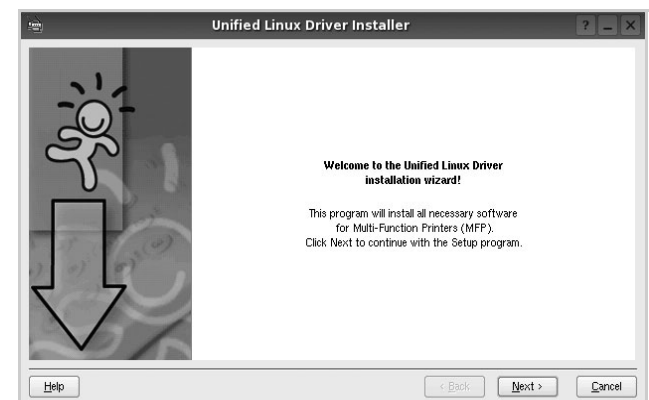 Unified Linux Driver Installer
? _ X
Welcome to the Unified Linux Driver
installation wizard!
This program will install all necessary software
for Multi-Function Printers (MFP).
Click Next to continue with the Setup program.
Help
< Back
Next >
Cancel